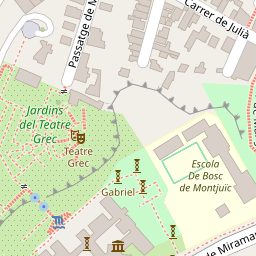 Carrer de Julià
Passatge de M
Jardins
del Teatre
Grec
Teatre
Grec
Escola
De Bosc
de Montjuïc
Gabriel
de Miramar